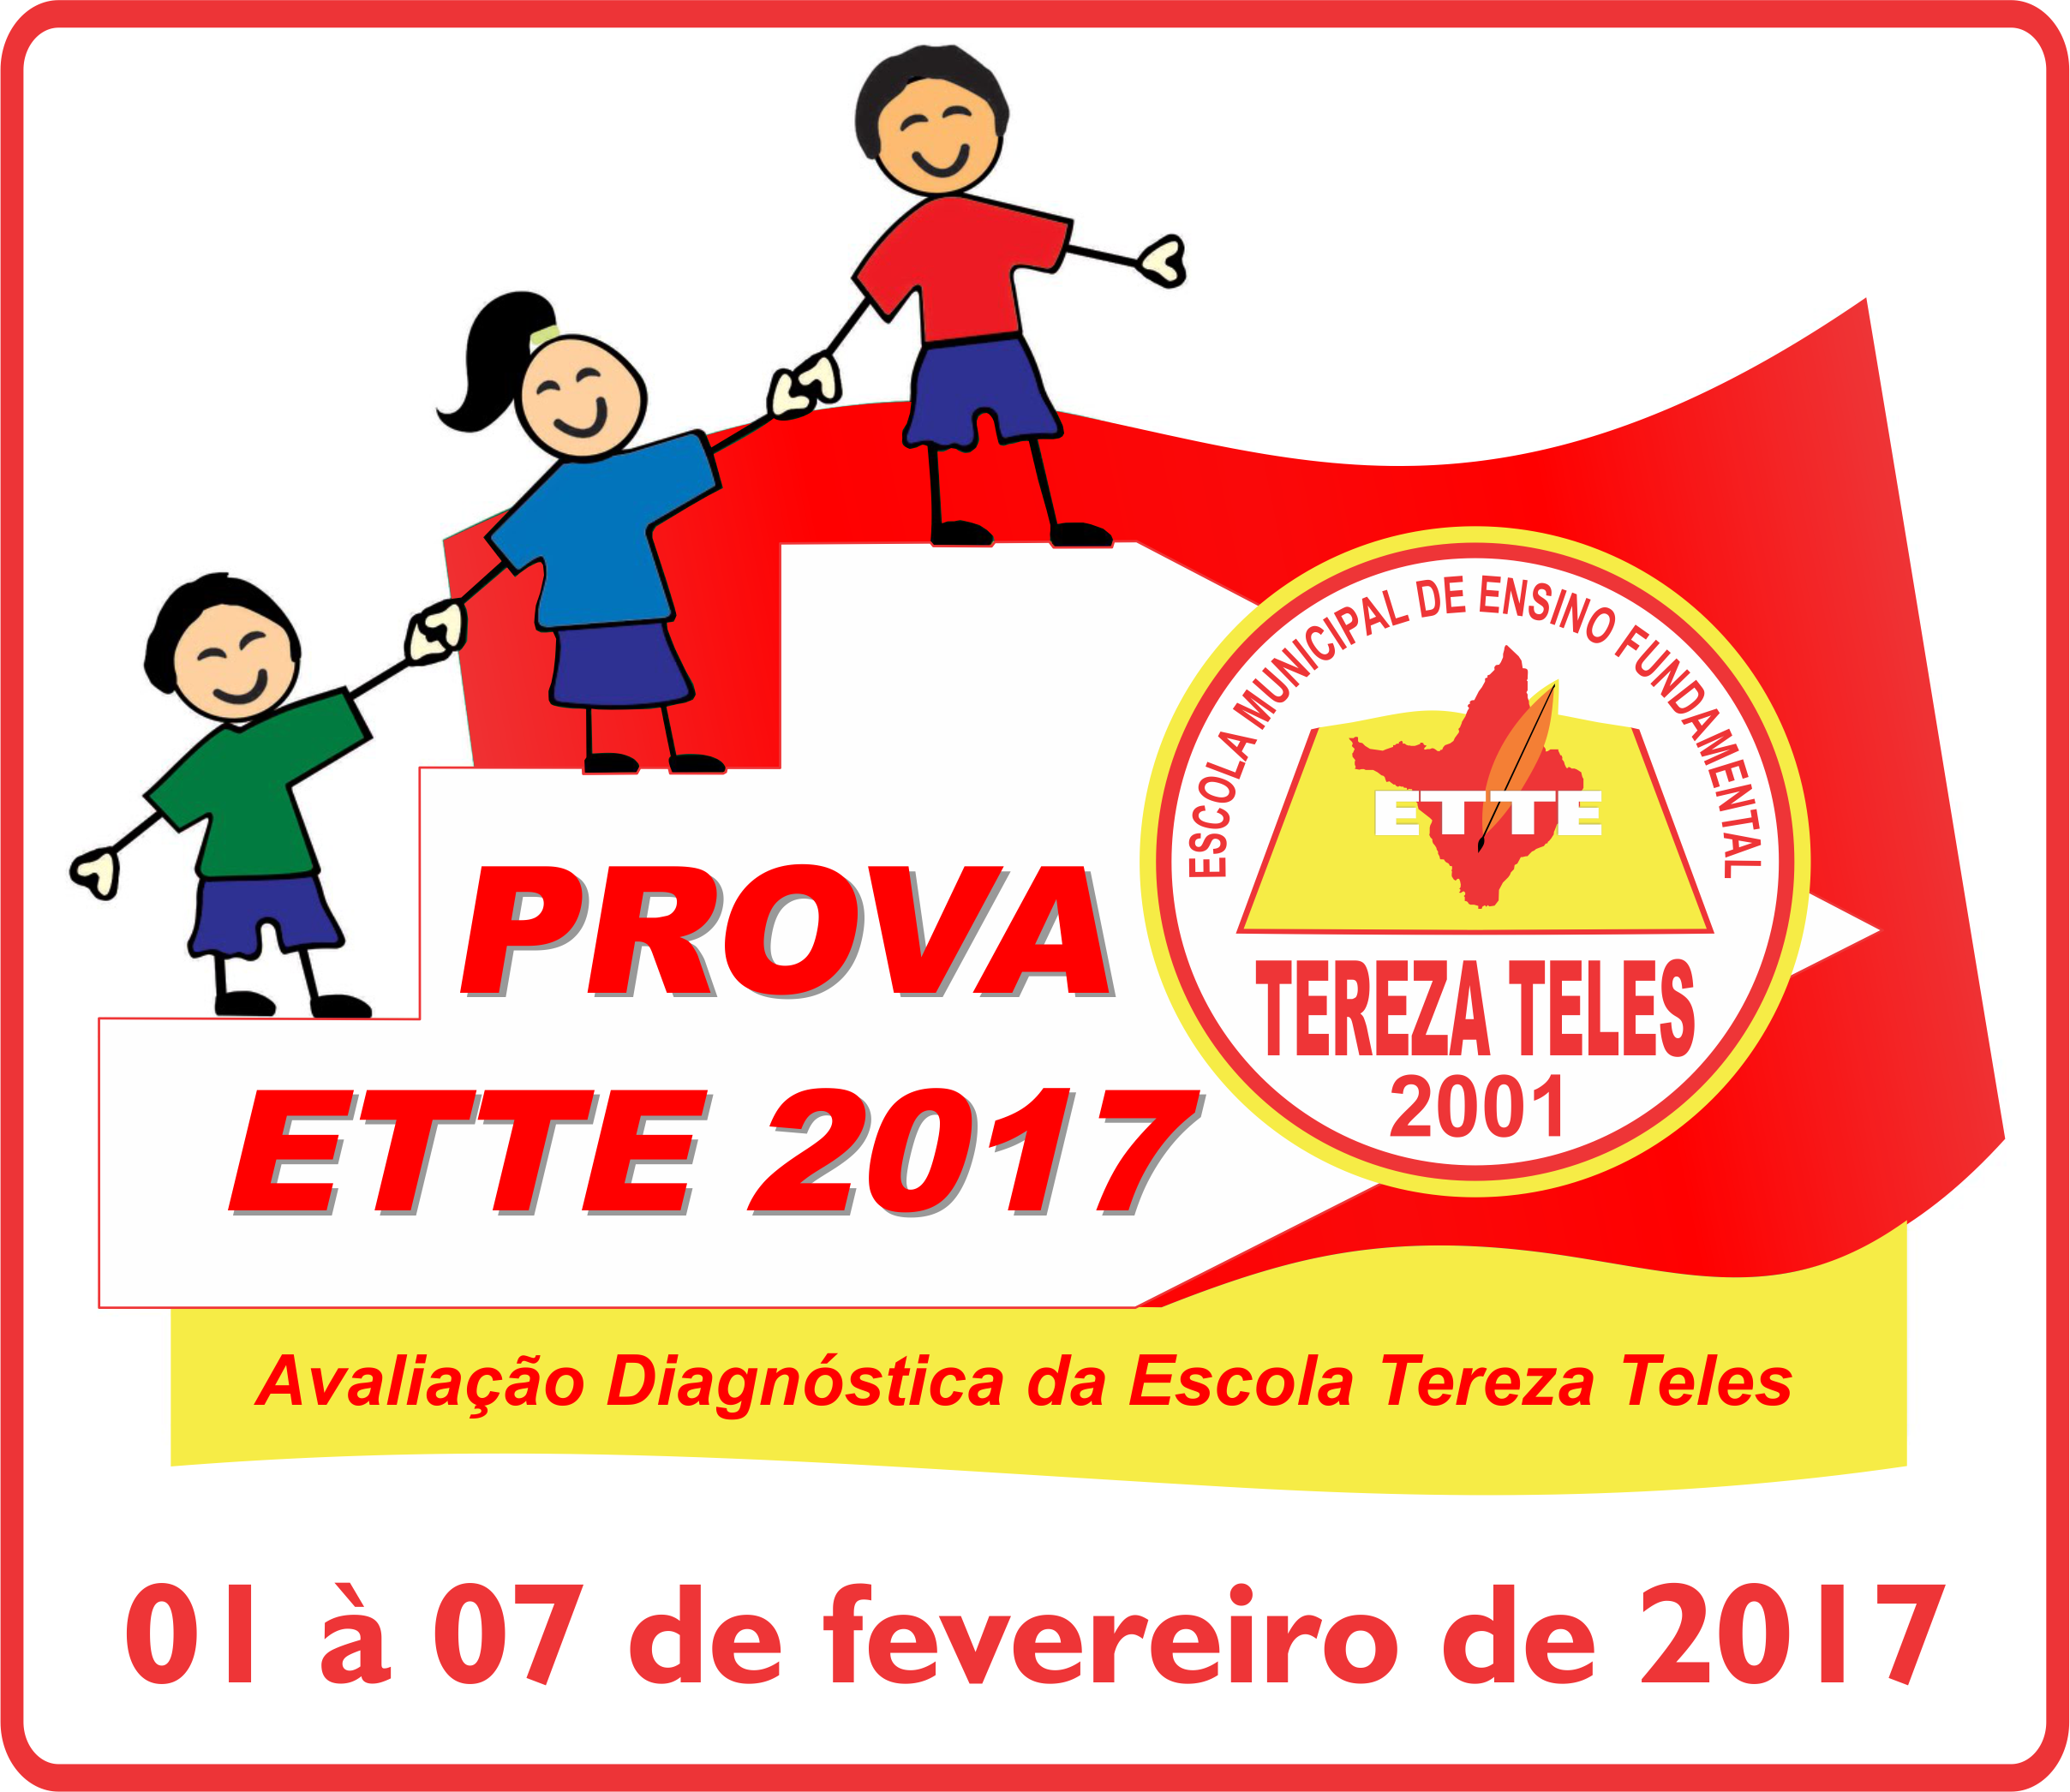 ESCOLA MUNICIPAL DE ENSINO FUNDAMENTAL
ETTE
TEREZA TELES
2001
PROVA
ETTE 2017
Avaliação Diagnóstica da Escola Tereza Teles
01 à 07 de fevereiro de 2017